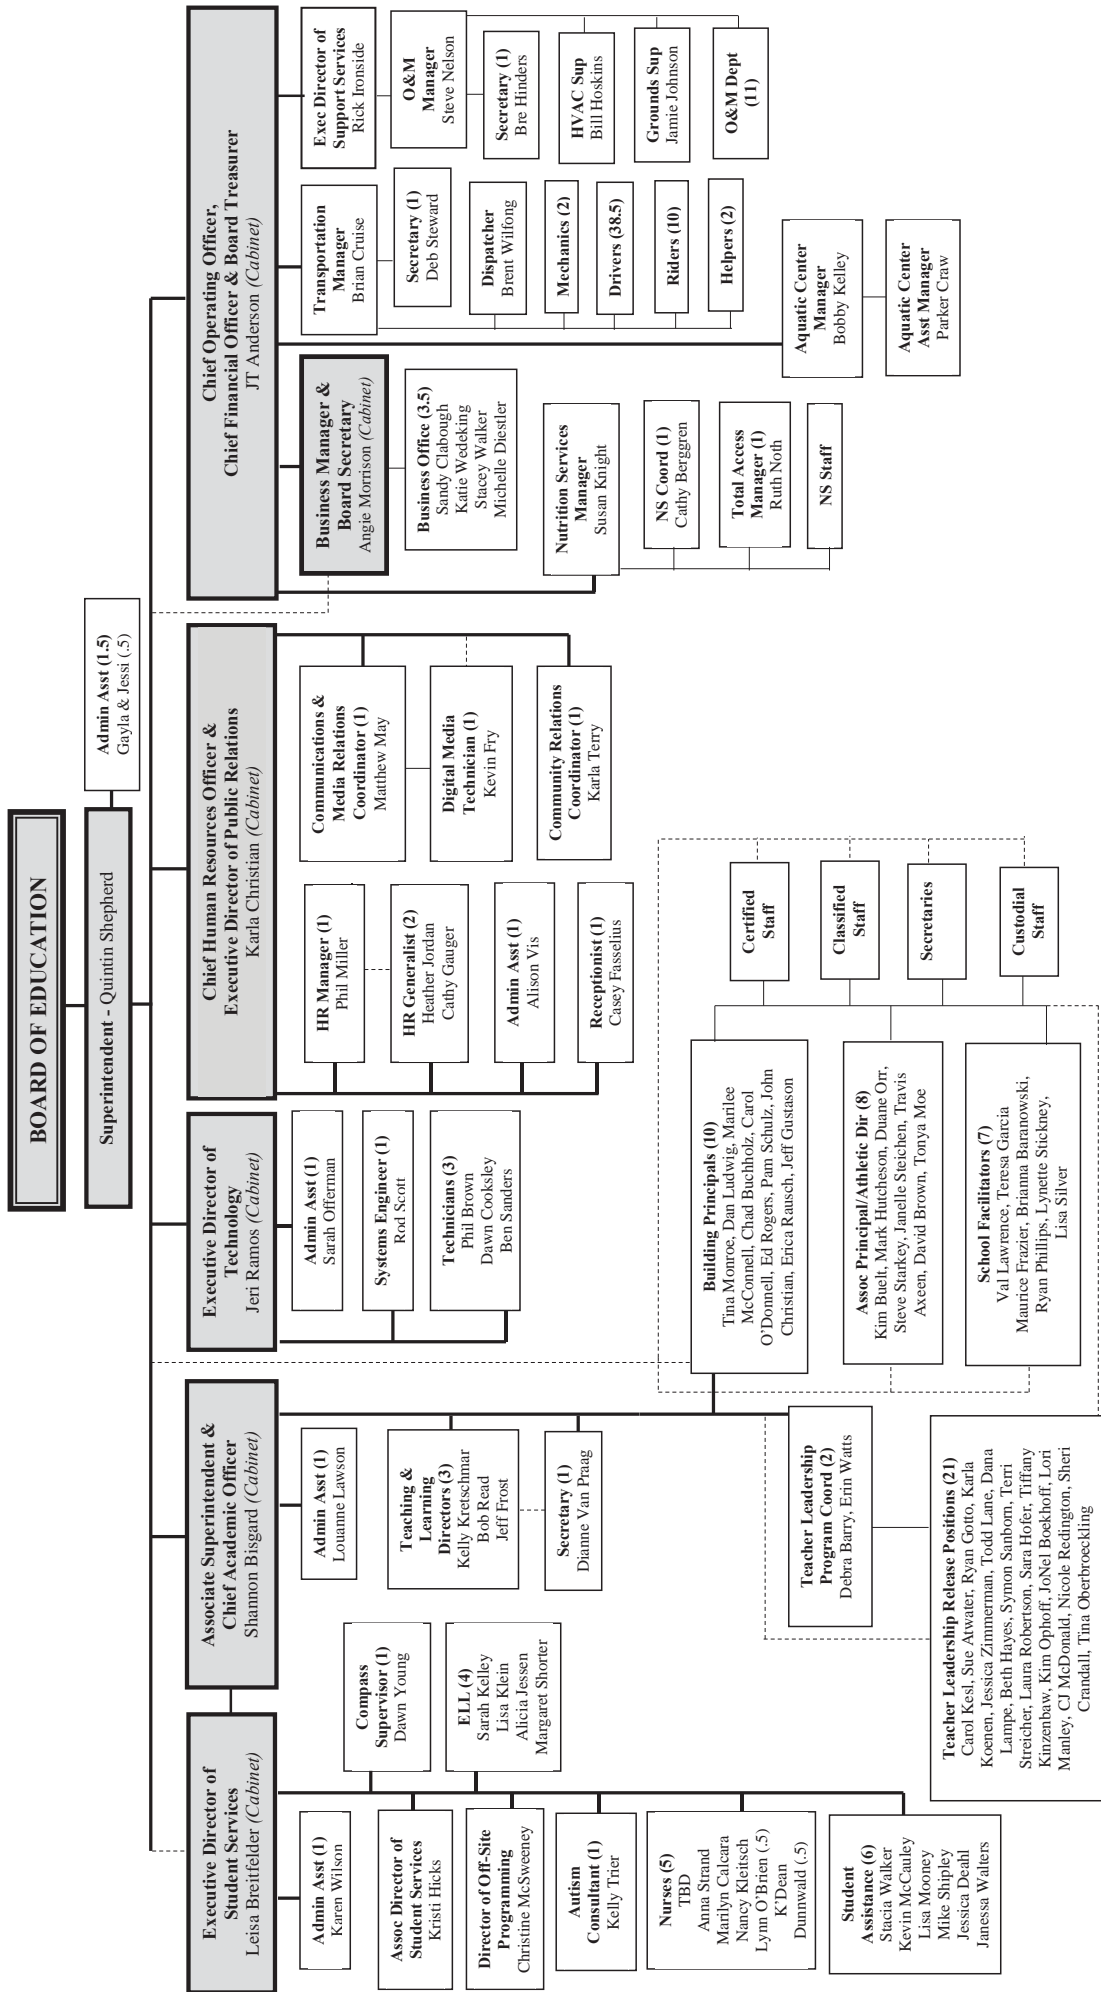 BOARD OF EDUCATION
Superintendent - Quintin Shepherd
Admin Asst (1.5)
Gayla & Jessi (.5)
Executive Director of
Student Services
Leisa Breitfelder (Cabinet)
Admin Asst (1)
Karen Wilson
Assoc Director of
Student Services
Kristi Hicks
Director of Off-Site
Programming
Christine McSweeney
Autism
Consultant (1)
Kelly Trier
Nurses (5)
TBD
Anna Strand
Marilyn Calcara
Nancy Kleitsch
Lynn O'Brien (.5)
K'Dean
Dunnwald (.5)
Student
Assistance (6)
Stacia Walker
Kevin McCauley
Lisa Mooney
Mike Shipley
Jessica Deahl
Janessa Walters
Compass
Supervisor (1)
Dawn Young
ELL (4)
Sarah Kelley
Lisa Klein
Alicia Jessen
Margaret Shorter
Associate Superintendent &
Chief Academic Officer
Shannon Bisgard (Cabinet)
Admin Asst (1)
Louanne Lawson
Teaching &
Learning
Directors (3)
Kelly Kretschmar
Bob Read
Jeff Frost
Secretary (1)
Dianne Van Praag
Teacher Leadership
Program Coord (2)
Debra Barry, Erin Watts
Teacher Leadership Release Positions (21)
Carol Kesl, Sue Atwater, Ryan Gotto, Karla
Koenen, Jessica Zimmerman, Todd Lane, Dana
Lampe, Beth Hayes, Symon Sanborn, Terri
Streicher, Laura Robertson, Sara Hofer, Tiffany
Kinzenbaw, Kim Ophoff, JoNel Boekhoff, Lori
Manley, CJ McDonald, Nicole Redington, Sheri
Crandall, Tina Oberbroeckling
Executive Director of
Technology
Jeri Ramos (Cabinet)
Admin Asst (1)
Sarah Offerman
Systems Engineer (1)
Rod Scott
Technicians (3)
Phil Brown
Dawn Cooksley
Ben Sanders
Building Principals (10)
Tina Monroe, Dan Ludwig, Marilee
McConnell, Chad Buchholz, Carol
O'Donnell, Ed Rogers, Pam Schulz, John
Christian, Erica Rausch, Jeff Gustason
Assoc Principal/Athletic Dir (8)
Kim Buelt, Mark Hutcheson, Duane Orr,
Steve Starkey, Janelle Steichen, Travis
Axeen, David Brown, Tonya Moe
School Facilitators (7)
Val Lawrence, Teresa Garcia
Maurice Frazier, Brianna Baranowski,
Ryan Phillips, Lynette Stickney,
Lisa Silver
Certified
Staff
Classified
Staff
Secretaries
Custodial
Staff
Chief Human Resources Officer &
Executive Director of Public Relations
Karla Christian (Cabinet)
HR Manager (1)
Phil Miller
HR Generalist (2)
Heather Jordan
Cathy Gauger
Admin Asst (1)
Alison Vis
Receptionist (1)
Casey Fasselius
Communications &
Media Relations
Coordinator (1)
Matthew May
Digital Media
Technician (1)
Kevin Fry
Community Relations
Coordinator (1)
Karla Terry
Chief Operating Officer,
Chief Financial Officer & Board Treasurer
JT Anderson (Cabinet)
Business Manager &
Board Secretary
Angie Morrison (Cabinet)
Business Office (3.5)
Sandy Clabough
Katie Wedeking
Stacey Walker
Michelle Diestler
Nutrition Services
Manager
Susan Knight
NS Coord (1)
Cathy Berggren
Total Access
Manager (1)
Ruth Noth
NS Staff
Transportation
Manager
Brian Cruise
Secretary (1)
Deb Steward
Dispatcher
Brent Wilfong
Mechanics (2)
Drivers (38.5)
Riders (10)
Helpers (2)
Aquatic Center
Manager
Bobby Kelley
Aquatic Center
Asst Manager
Parker Craw
Exec Director of
Support Services
Rick Ironside
O&M
Manager
Steve Nelson
Secretary (1)
Bre Hinders
HVAC Sup
Bill Hoskins
Grounds Sup
Jamie Johnson
O&M Dept
(11)